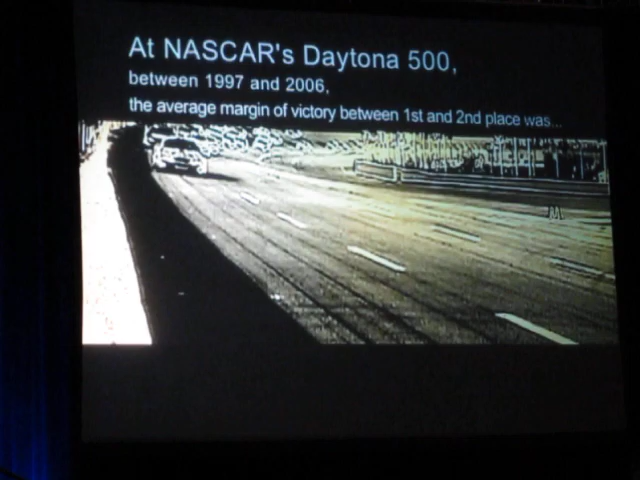 At NASCAR's Daytona 500,
between 1997 and 2006,
the average margin of victory between 1st and 2nd place was...